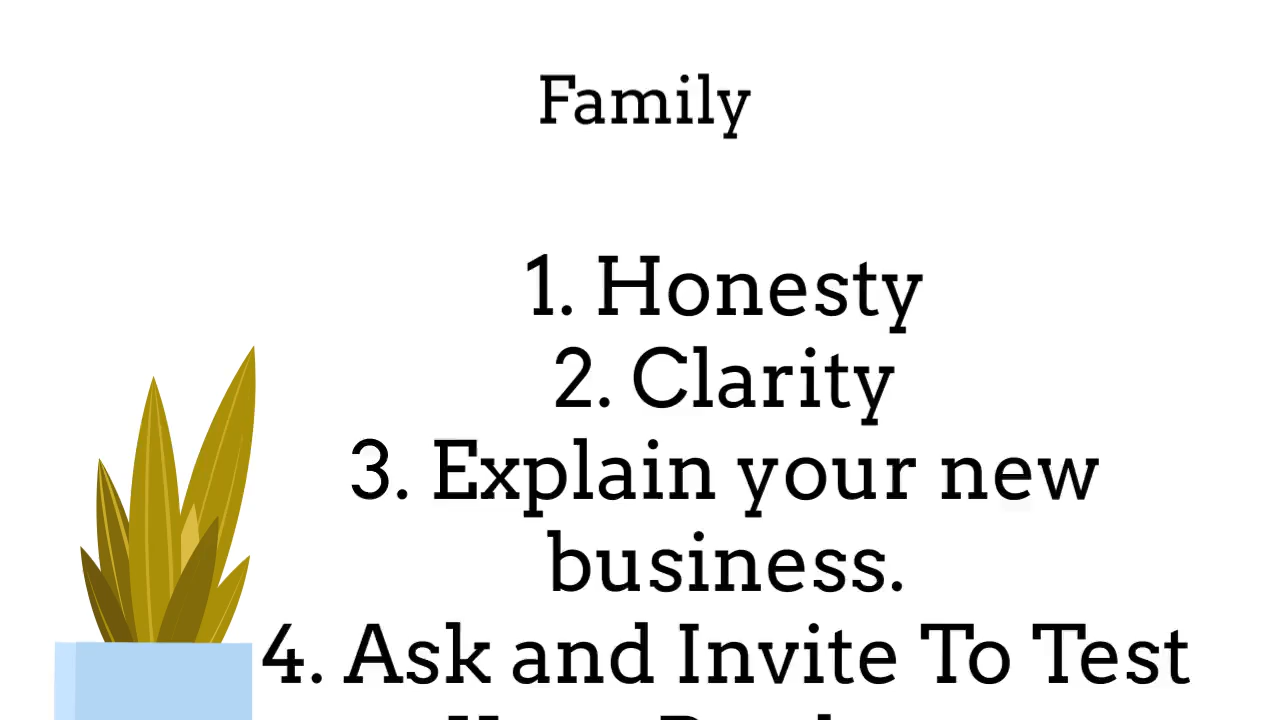 Family
1. Honesty
2. Clarity
3. Explain your new
business.
4. Ask and Invite To Test